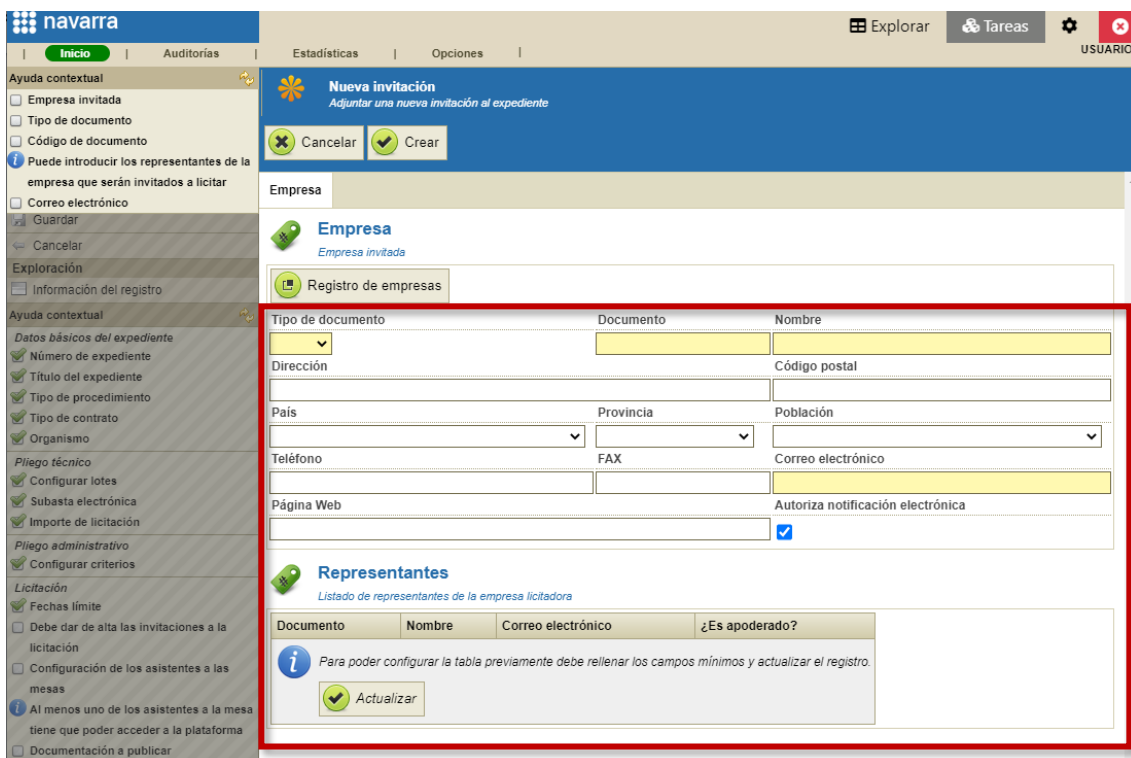 navarra
Explorar
Tareas
USUARIO
| Inicio | Auditorías | Estadísticas | Opciones |
Ayuda contextual
Empresa invitada
Tipo de documento
Código de documento
Puede introducir los representantes de la
empresa que serán invitados a licitar
Correo electrónico
Guardar
Cancelar
Exploración
Información del registro
Ayuda contextual
Datos básicos del expediente
Número de expediente
Título del expediente
Tipo de procedimiento
Tipo de contrato
Organismo
Pliego técnico
Configurar lotes
Subasta electrónica
Importe de licitación
Pliego administrativo
Configurar criterios
Licitación
Fechas límite
Debe dar de alta las invitaciones a la
licitación
Configuración de los asistentes a las
mesas
Al menos uno de los asistentes a la mesa
tiene que poder acceder a la plataforma
Documentación a publicar
Nueva invitación
Adjuntar una nueva invitación al expediente
Cancelar Crear
Empresa
Empresa
Empresa invitada
Registro de empresas
Tipo de documento Documento Nombre
Dirección Código postal
País Provincia Población
Teléfono FAX Correo electrónico
Página Web Autoriza notificación electrónica
Representantes
Listado de representantes de la empresa licitadora
Documento Nombre Correo electrónico ¿Es apoderado?
Para poder configurar la tabla previamente debe rellenar los campos mínimos y actualizar el registro.
Actualizar